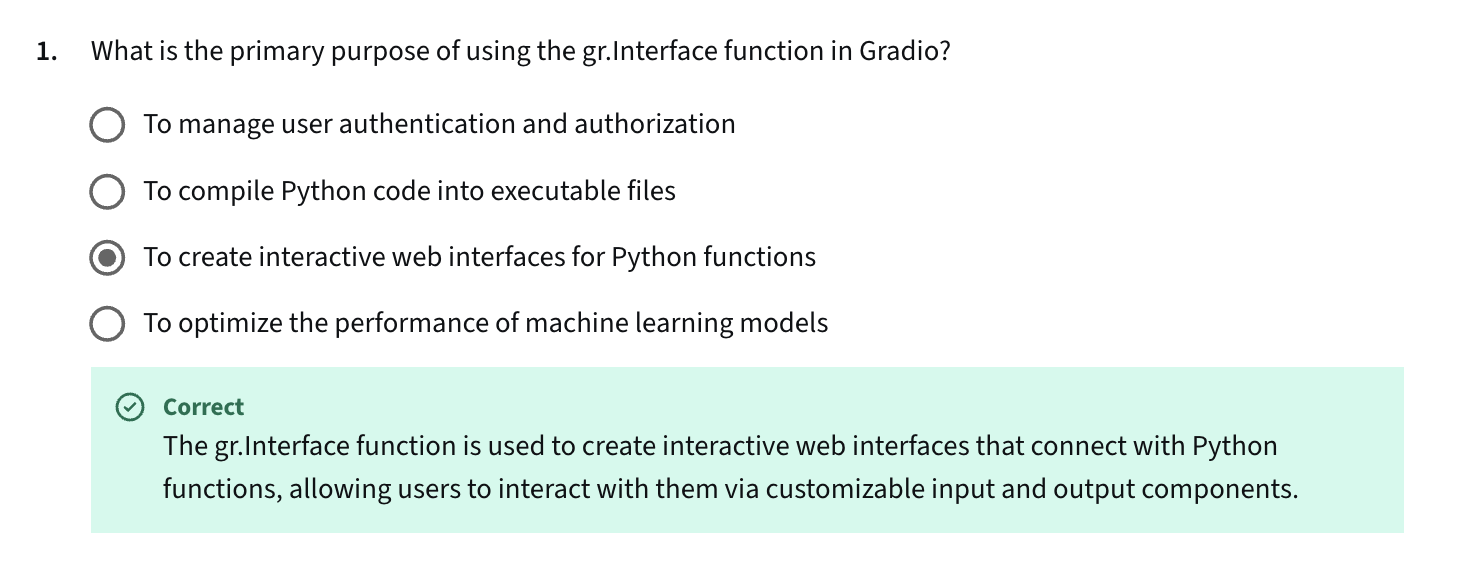 1. What is the primary purpose of using the gr.Interface function in Gradio?
To manage user authentication and authorization
To compile Python code into executable files
To create interactive web interfaces for Python functions
To optimize the performance of machine learning models
Correct
The gr.Interface function is used to create interactive web interfaces that connect with Python
functions, allowing users to interact with them via customizable input and output components.